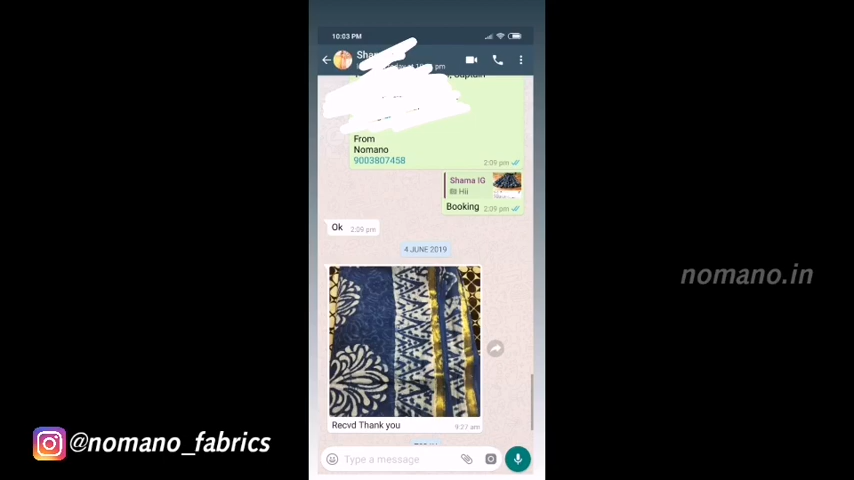 10:03 PM
From
Nomano
9003807458
2:09 pm
Shama IG
Hii
Booking
2:09 pm
Ok
2:09 pm
4 JUNE 2019
nomano.in
Recvd Thank you
9:27 am
@nomano_fabrics
Type a message